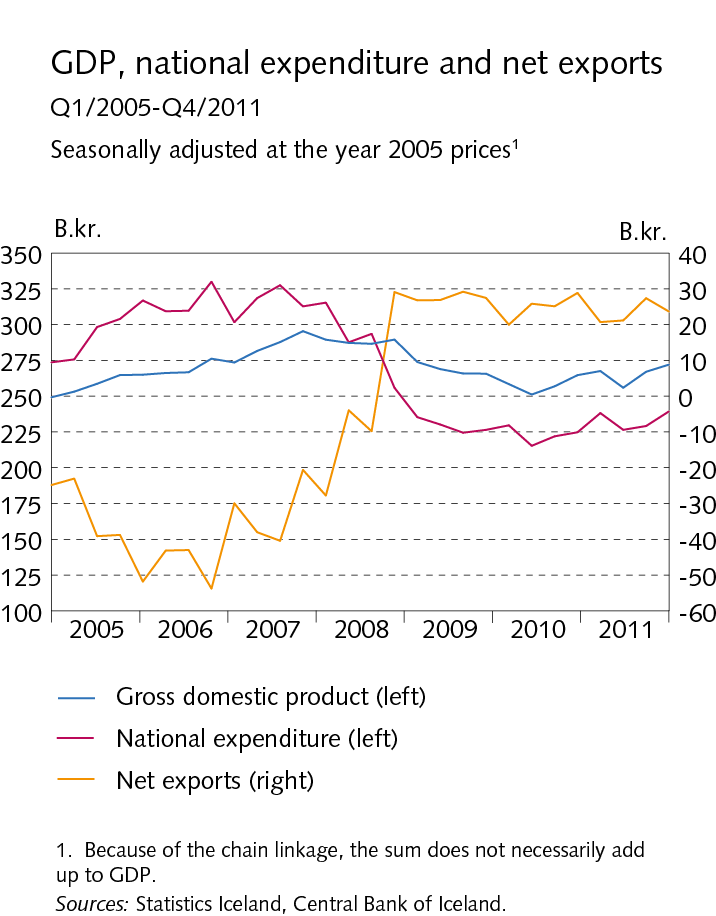 GDP, national expenditure and net exports
Q1/2005-Q4/2011
Seasonally adjusted at the year 2005 prices¹
B.kr. B.kr.
350 40
325 30
300 20
275 10
250 0
225 -10
200 -20
175 -30
150 -40
125 -50
100 -60
2005 2006 2007 2008 2009 2010 2011
Gross domestic product (left)
National expenditure (left)
Net exports (right)
1. Because of the chain linkage, the sum does not necessarily add
up to GDP.
Sources: Statistics Iceland, Central Bank of Iceland.